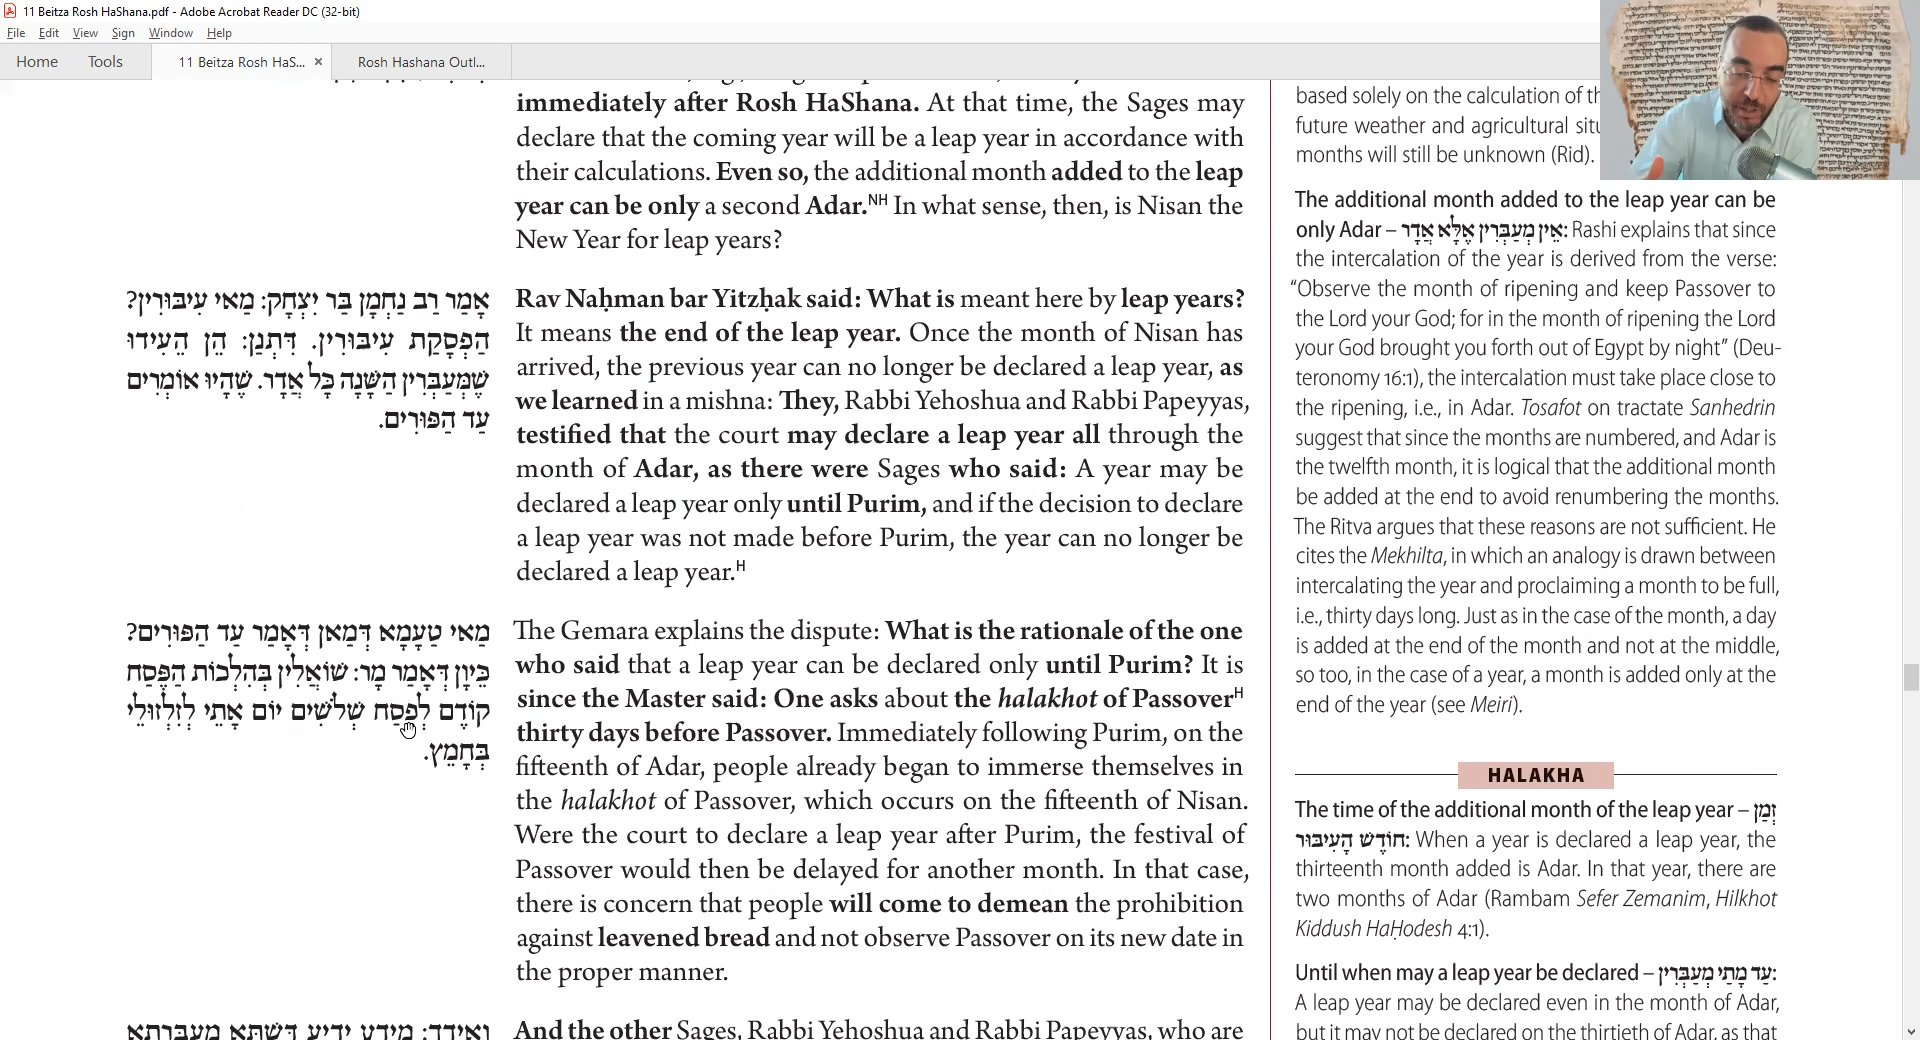 11 Beitza Rosh HaShana.pdf - Adobe Acrobat Reader DC (32-bit)
File Edit View Sign Window Help
Home Tools 11 Beitza Rosh HaS... × Rosh Hashana Outl...
immediately after Rosh HaShana. At that time, the Sages may
declare that the coming year will be a leap year in accordance with
their calculations. Even so, the additional month added to the leap
year can be only a second Adar.NH In what sense, then, is Nisan the
New Year for leap years?
אָמַר רַב נַחְמָן בַּר יִצְחָק: מַאי עִיבּוּרִין?
הַפְסָקַת עִיבּוּרִין. דִּתְנַן: הֵן הֵעִידוּ
שֶׁמְּעַבְּרִין הַשָּׁנָה כָּל אֲדָר. שֶׁהָיוּ אוֹמְרִים
עַד הַפּוּרִים.
Rav Naḥman bar Yitzḥak said: What is meant here by leap years?
It means the end of the leap year. Once the month of Nisan has
arrived, the previous year can no longer be declared a leap year, as
we learned in a mishna: They, Rabbi Yehoshua and Rabbi Papeyyas,
testified that the court may declare a leap year all through the
month of Adar, as there were Sages who said: A year may be
declared a leap year only until Purim, and if the decision to declare
a leap year was not made before Purim, the year can no longer be
declared a leap year.H
מַאי טַעָמָא דְּמַאן דְּאָמַר עַד הַפּוּרִים?
כֵּיוָן דְּאָמַר מָר: שׁוֹאֲלִין בְּהִלְכוֹת הַפֶּסַח
קוֹדֶם לְפֶסַח שְׁלֹשִׁים יוֹם אָתֵי לְזַלְזוּלֵי
בְּחָמֵץ.
The Gemara explains the dispute: What is the rationale of the one
who said that a leap year can be declared only until Purim? It is
since the Master said: One asks about the halakhot of PassoverH
thirty days before Passover. Immediately following Purim, on the
fifteenth of Adar, people already began to immerse themselves in
the halakhot of Passover, which occurs on the fifteenth of Nisan.
Were the court to declare a leap year after Purim, the festival of
Passover would then be delayed for another month. In that case,
there is concern that people will come to demean the prohibition
against leavened bread and not observe Passover on its new date in
the proper manner.
וְאִידָּךְ: מִידָּע יְדִיעַ דְּשַׁתָּא מְעַבַּרְתָּא
And the other Sages, Rabbi Yehoshua and Rabbi Papeyyas, who are
based solely on the calculation of
future weather and agricultural
months will still be unknown (Rid).
The additional month added to the leap year can be
only Adar – אֵין מְעַבְּרִין אֶלָּא אֲדָר: Rashi explains that since
the intercalation of the year is derived from the verse:
“Observe the month of ripening and keep Passover to
the Lord your God; for in the month of ripening the Lord
your God brought you forth out of Egypt by night” (Deu-
teronomy 16:1), the intercalation must take place close to
the ripening, i.e., in Adar. Tosafot on tractate Sanhedrin
suggest that since the months are numbered, and Adar is
the twelfth month, it is logical that the additional month
be added at the end to avoid renumbering the months.
The Ritva argues that these reasons are not sufficient. He
cites the Mekhilta, in which an analogy is drawn between
intercalating the year and proclaiming a month to be full,
i.e., thirty days long. Just as in the case of the month, a day
is added at the end of the month and not at the middle,
so too, in the case of a year, a month is added only at the
end of the year (see Meiri).
HALAKHA
The time of the additional month of the leap year – זְמַן
חוֹדֶשׁ הָעִיבּוּר: When a year is declared a leap year, the
thirteenth month added is Adar. In that year, there are
two months of Adar (Rambam Sefer Zemanim, Hilkhot
Kiddush HaḤodesh 4:1).
Until when may a leap year be declared – עַד מָתַי מְעַבְּרִין:
A leap year may be declared even in the month of Adar,
but it may not be declared on the thirtieth of Adar, as that